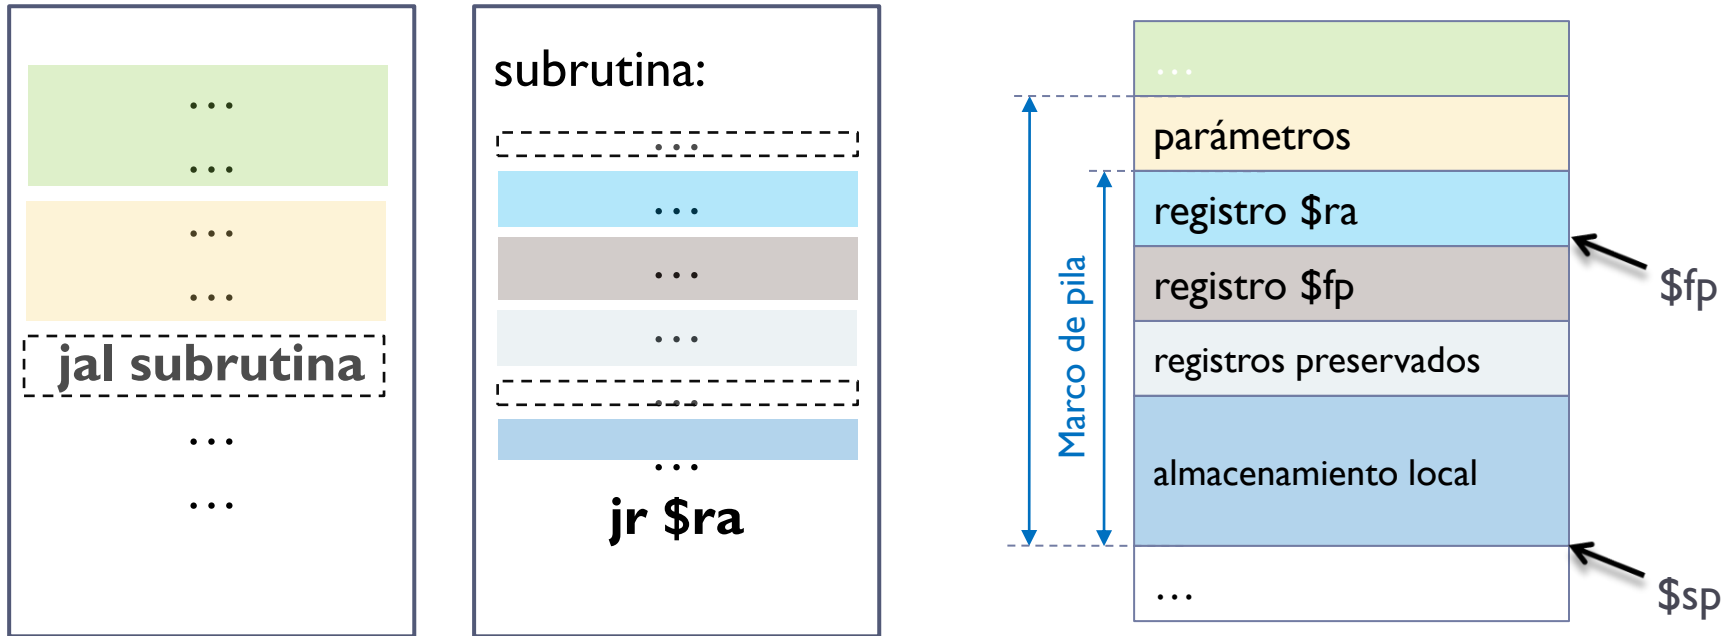 ...
...
...
...
jal subrutina
...
...
subrutina:
...
...
...
...
...
...
jr $ra
Marco de pila
...
parámetros
registro $ra
registro $fp
registros preservados
almacenamiento local
...
$fp
$sp